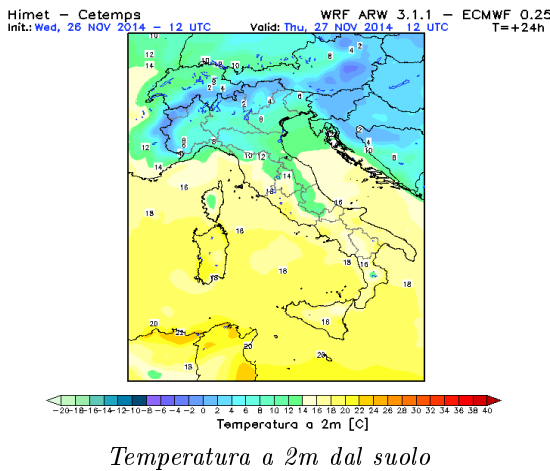 Himet – Cetemps WRF ARW 3.1.1 – ECMWF 0.25
Init.: Wed, 26 NOV 2014 – 12 UTC Valid: Thu, 27 NOV 2014 12 UTC T=+24h
-20 -18 -16 -14 -12 -10 -8 -6 -4 -2 0 2 4 6 8 10 12 14 16 18 20 22 24 26 28 30 32 34 36 38 40
Temperatura a 2m [C]
Temperatura a 2m dal suolo